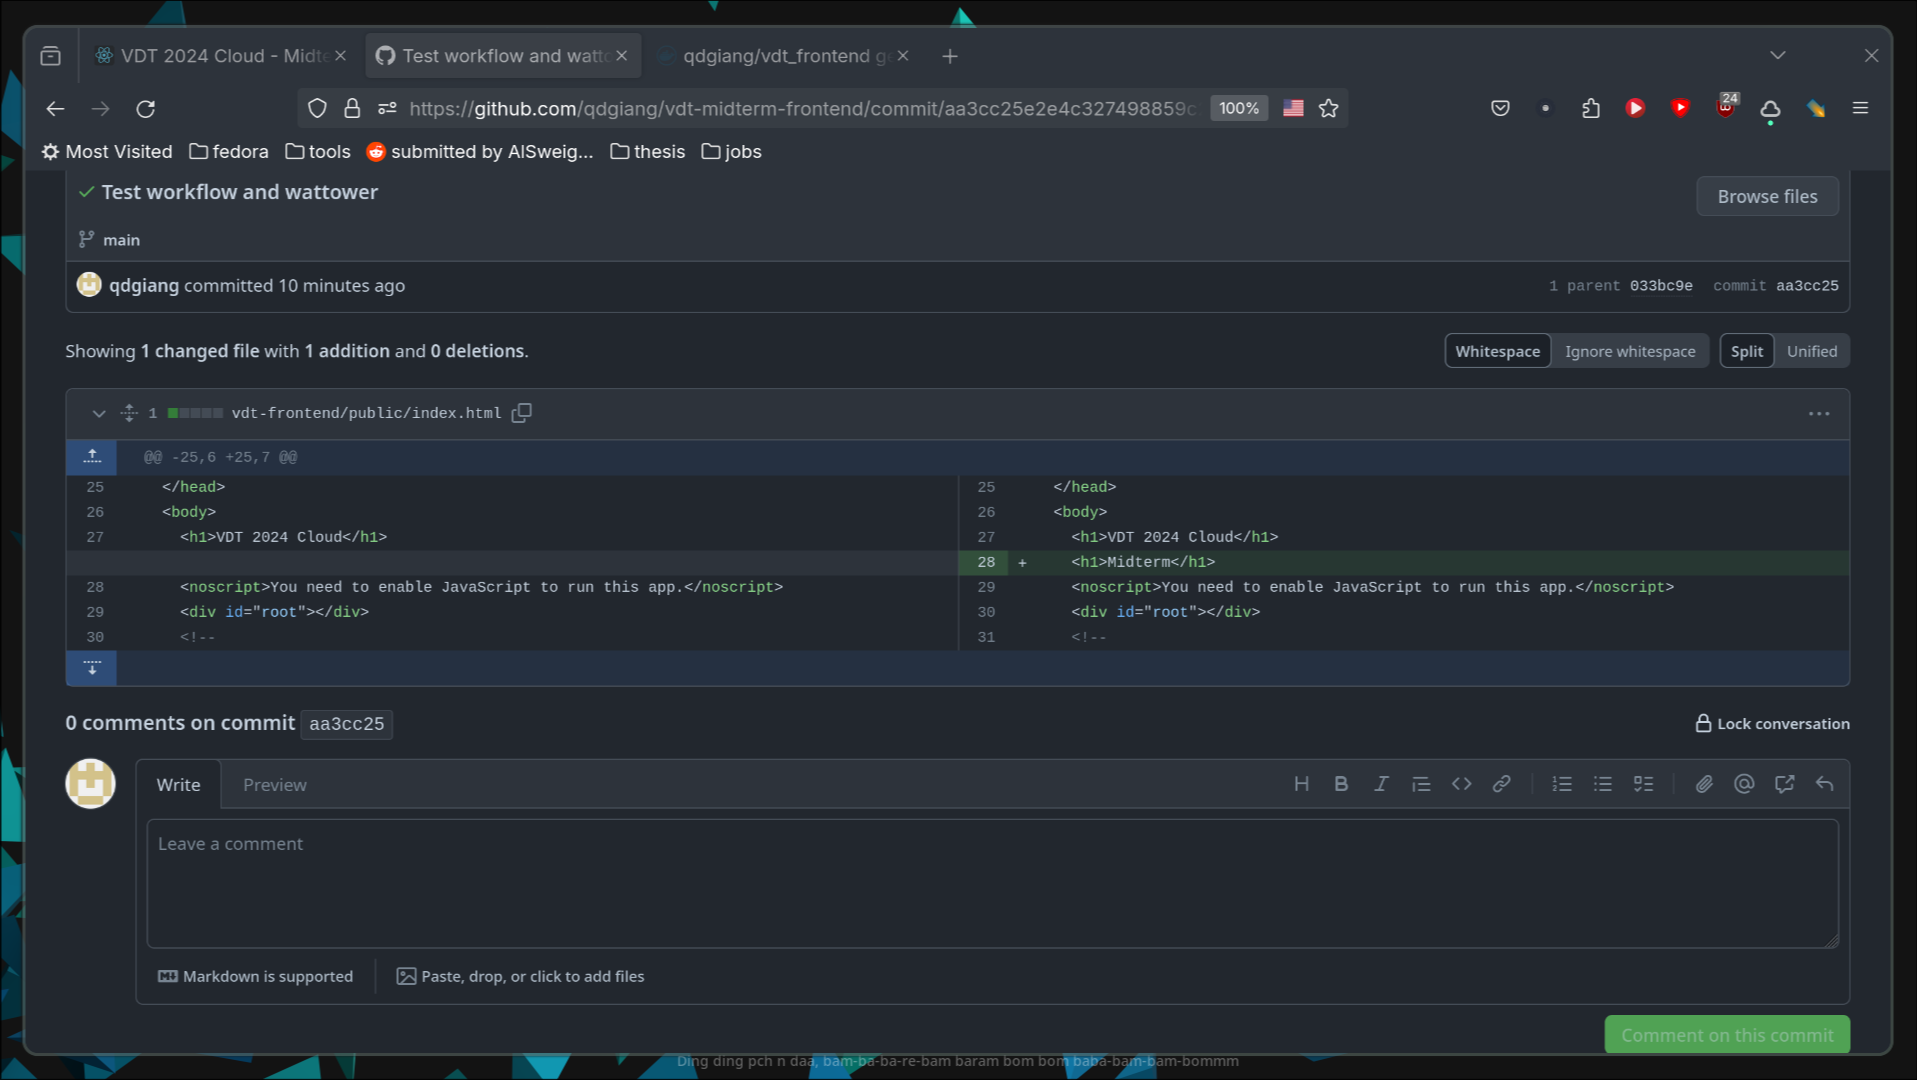 VDT 2024 Cloud - Midte
Test workflow and watto
qdgiang/vdt_frontend ge
https://github.com/qdgiang/vdt-midterm-frontend/commit/aa3cc25e2e4c327498859c
100%
24
Most Visited fedora tools submitted by AlSweig... thesis jobs
Test workflow and wattower
Browse files
main
qdgiang committed 10 minutes ago
1 parent 033bc9e commit aa3cc25
Showing 1 changed file with 1 addition and 0 deletions.
Whitespace Ignore whitespace Split Unified
1 vdt-frontend/public/index.html
@@ -25,6 +25,7 @@
25 </head> 25 </head>
26 <body> 26 <body>
27 <h1>VDT 2024 Cloud</h1> 27 <h1>VDT 2024 Cloud</h1>
28 + <h1>Midterm</h1>
28 <noscript>You need to enable JavaScript to run this app.</noscript> 29 <noscript>You need to enable JavaScript to run this app.</noscript>
29 <div id="root"></div> 30 <div id="root"></div>
30 <!-- 31 <!--
0 comments on commit aa3cc25
Lock conversation
Write Preview
Leave a comment
Markdown is supported
Paste, drop, or click to add files
Comment on this commit
Ding ding pch n daa, bam-ba-ba-re-bam baram bom bom baba-bam-bam-bommm